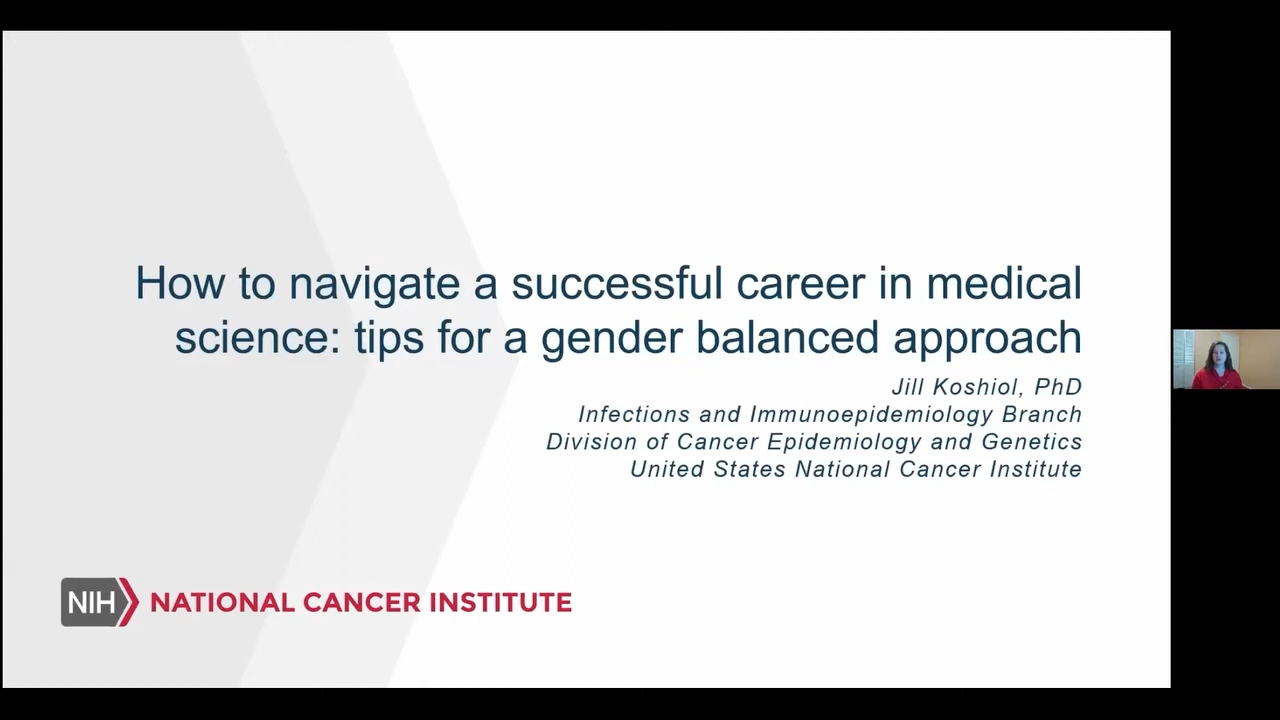 How to navigate a successful career in medical
science: tips for a gender balanced approach
Jill Koshiol, PhD
Infections and Immunoepidemiology Branch
Division of Cancer Epidemiology and Genetics
United States National Cancer Institute
NIH NATIONAL CANCER INSTITUTE